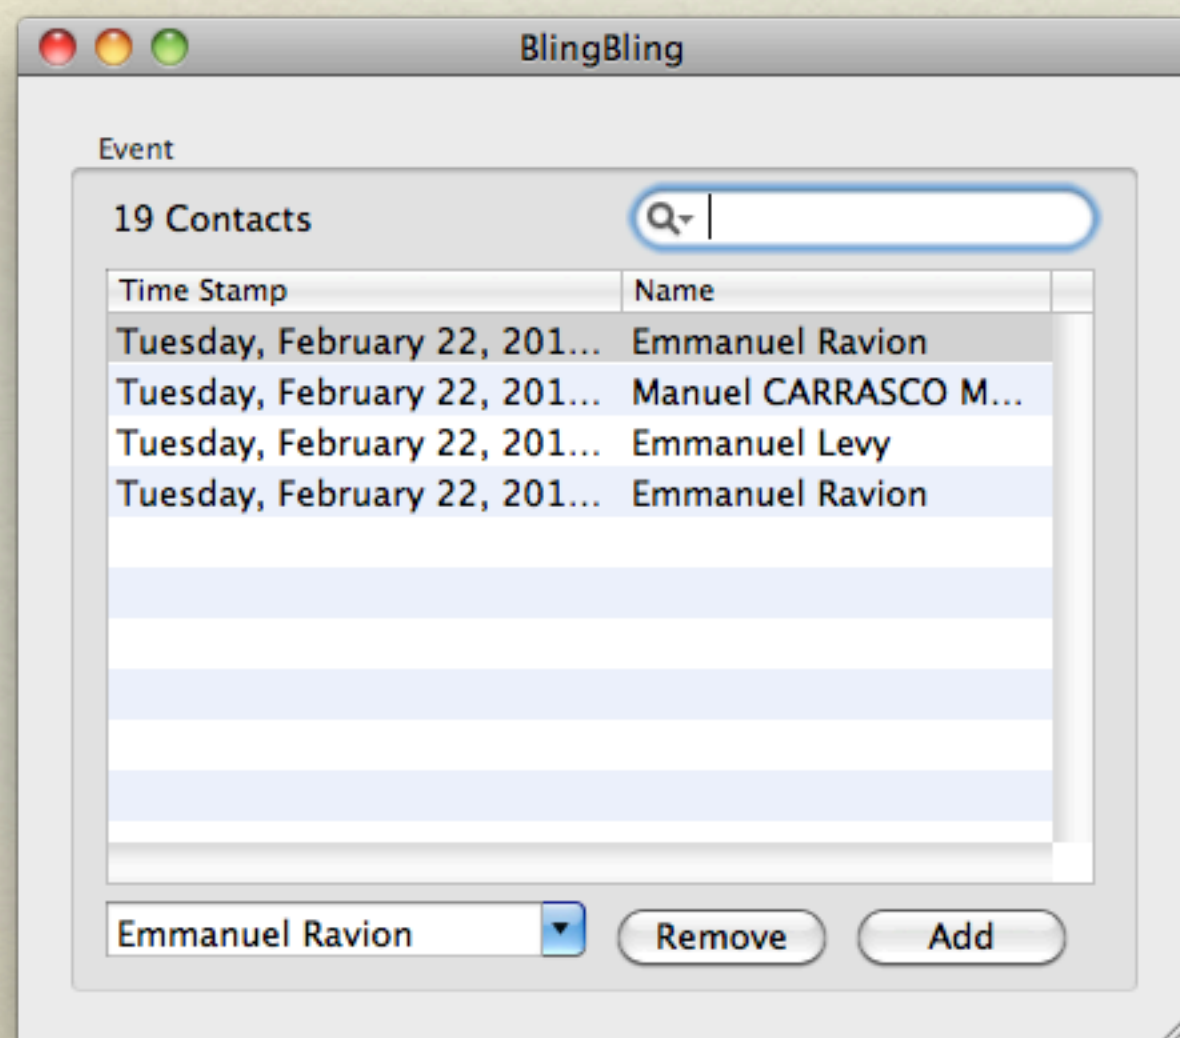 BlingBling
Event
19 Contacts
Time Stamp Name
Tuesday, February 22, 201... Emmanuel Ravion
Tuesday, February 22, 201... Manuel CARRASCO M...
Tuesday, February 22, 201... Emmanuel Levy
Tuesday, February 22, 201... Emmanuel Ravion
Emmanuel Ravion Remove Add